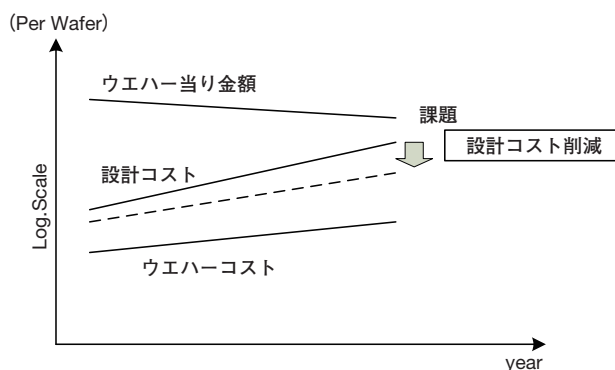 (Per Wafer)
ウエハー当り金額
課題
設計コスト削減
設計コスト
Log.Scale
ウエハーコスト
year